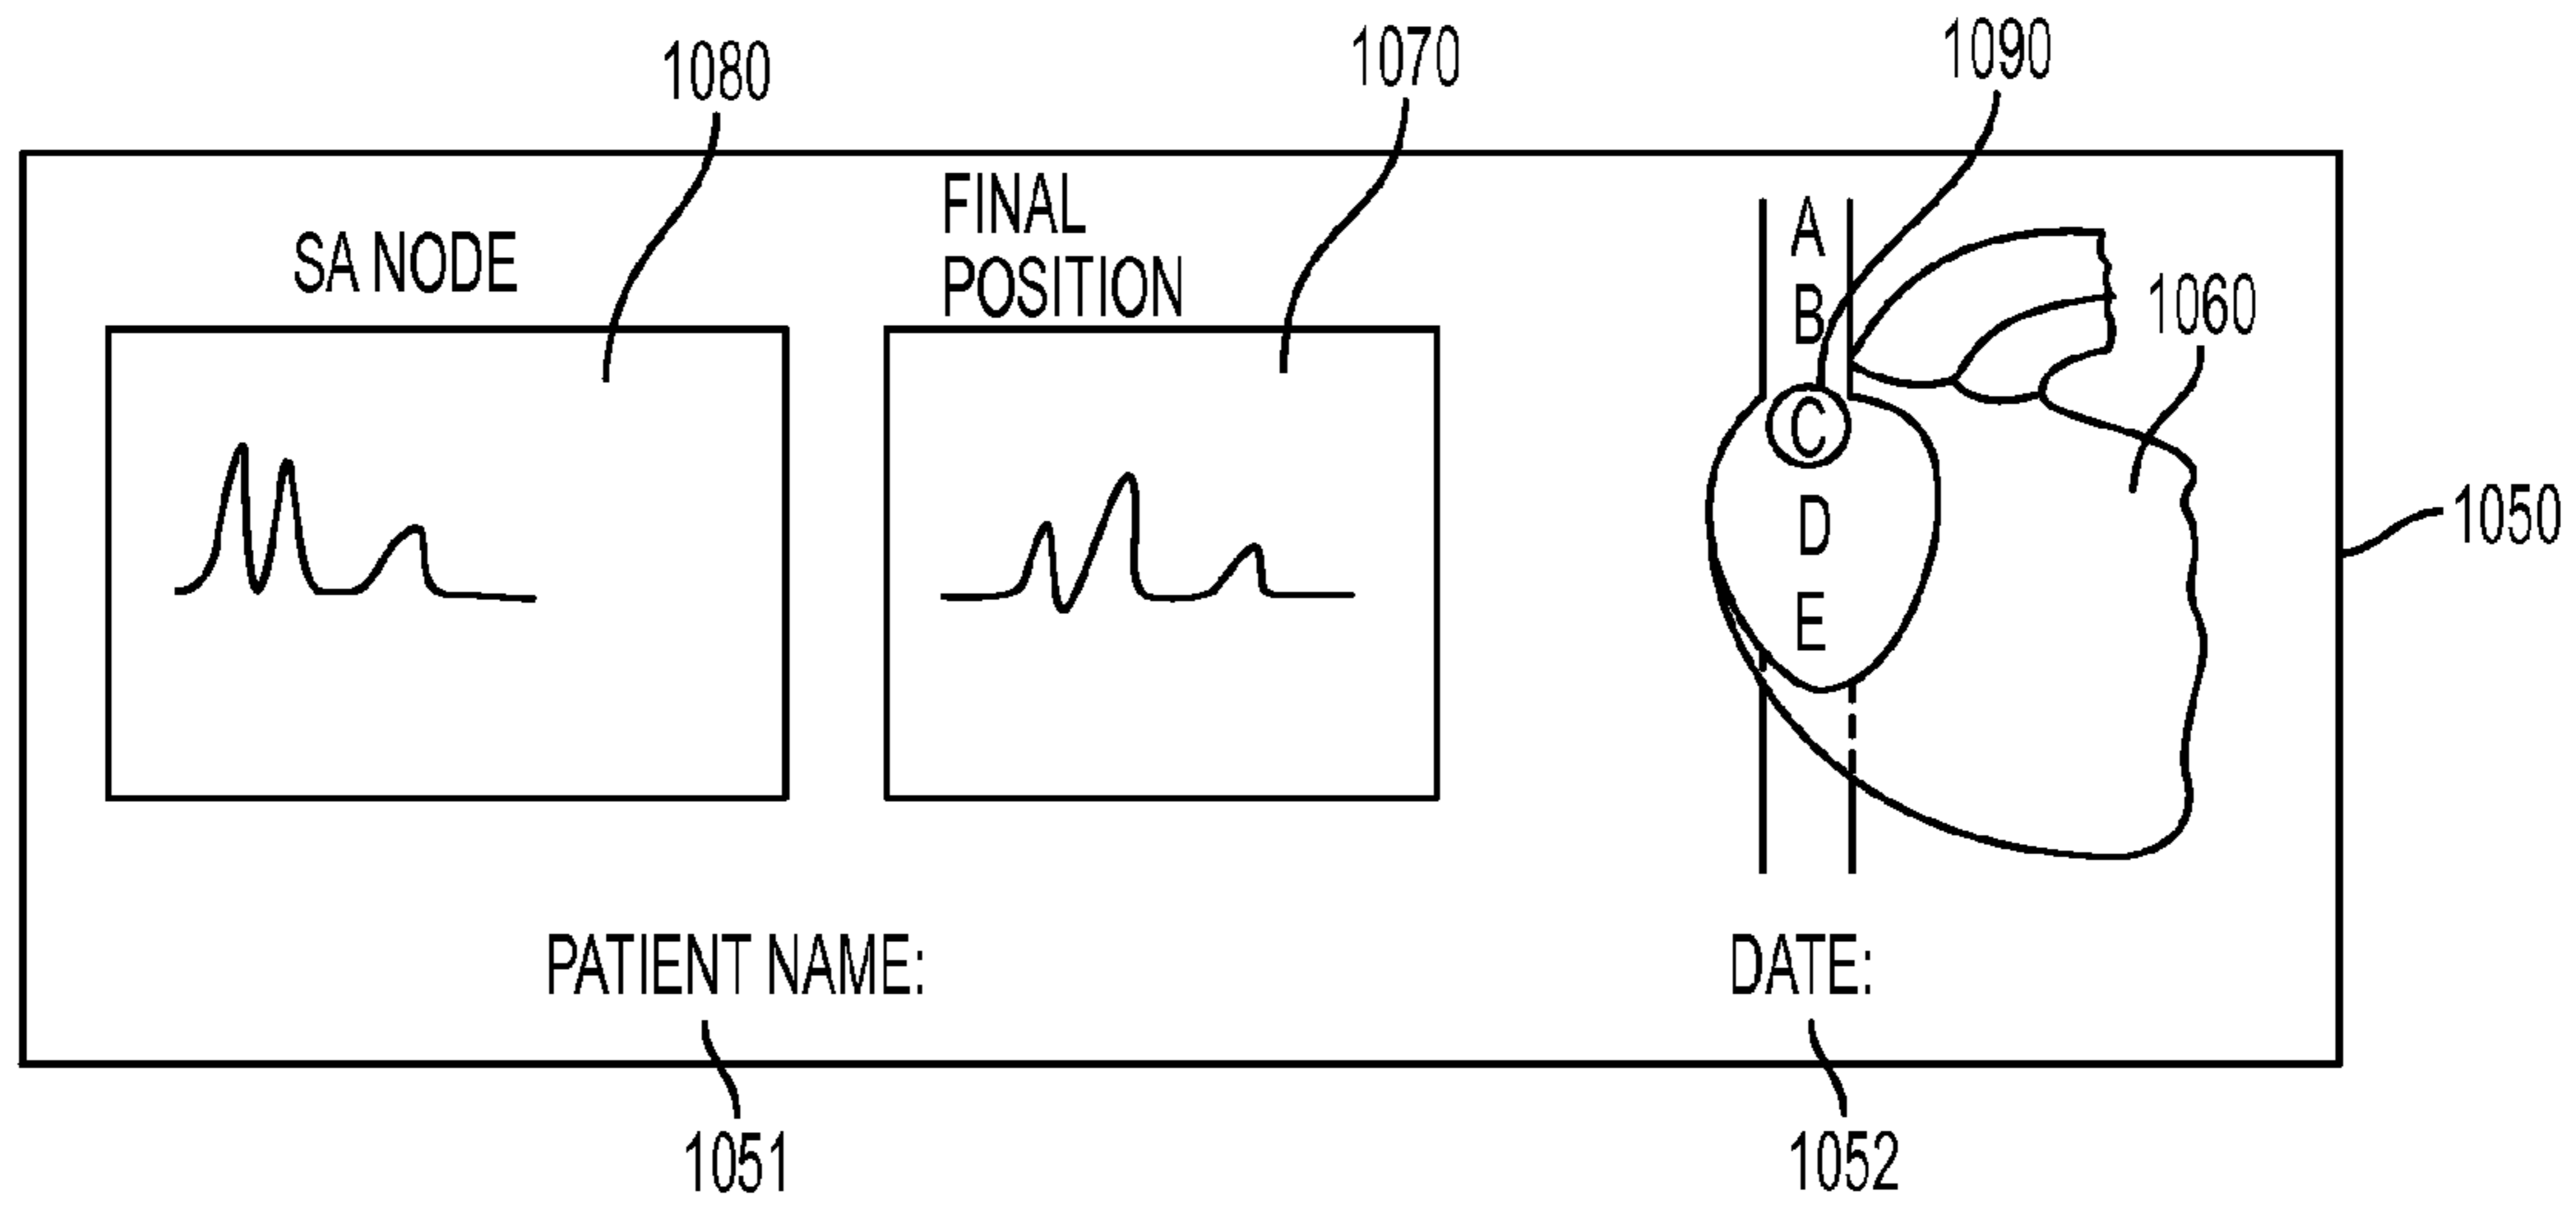 1080
1070
1090
SA NODE
FINAL
POSITION
A
B
C
D
E
1060
1050
PATIENT NAME:
DATE:
1051
1052